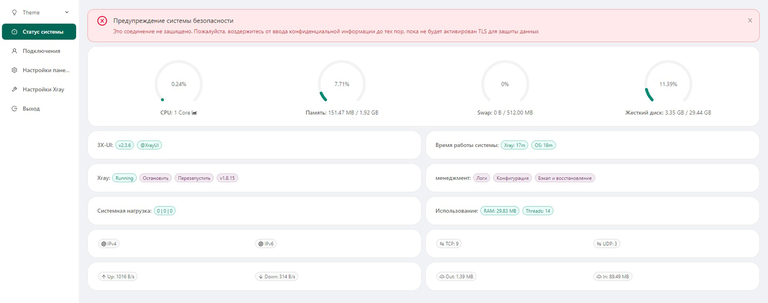 Theme
Статус системы
Подключения
Настройки пане...
Настройки Xray
Выход
Предупреждение системы безопасности
Это соединение не защищено. Пожалуйста, воздержитесь от ввода конфиденциальной информации до тех пор, пока не будет активирован TLS для защиты данных
0.24%
7.71%
0%
11.39%
CPU: 1 Core
Память: 151.47 MB / 1.92 GB
Swap: 0 B / 512.00 MB
Жесткий диск: 3.35 GB / 29.44 GB
3X-UI: v2.3.6 @XrayUI
Время работы системы: Xray: 17m OS: 18m
Xray: Running Остановить Перезапустить v1.8.15
менеджмент: Логи Конфигурация Бэкап и восстановление
Системная нагрузка: 0 | 0 | 0
Использование: RAM: 29.83 MB Threads: 14
IPv4
IPv6
TCP: 8
UDP: 3
Up: 1016 B/s
Down: 514 B/s
Out: 1.39 MB
In: 89.49 MB